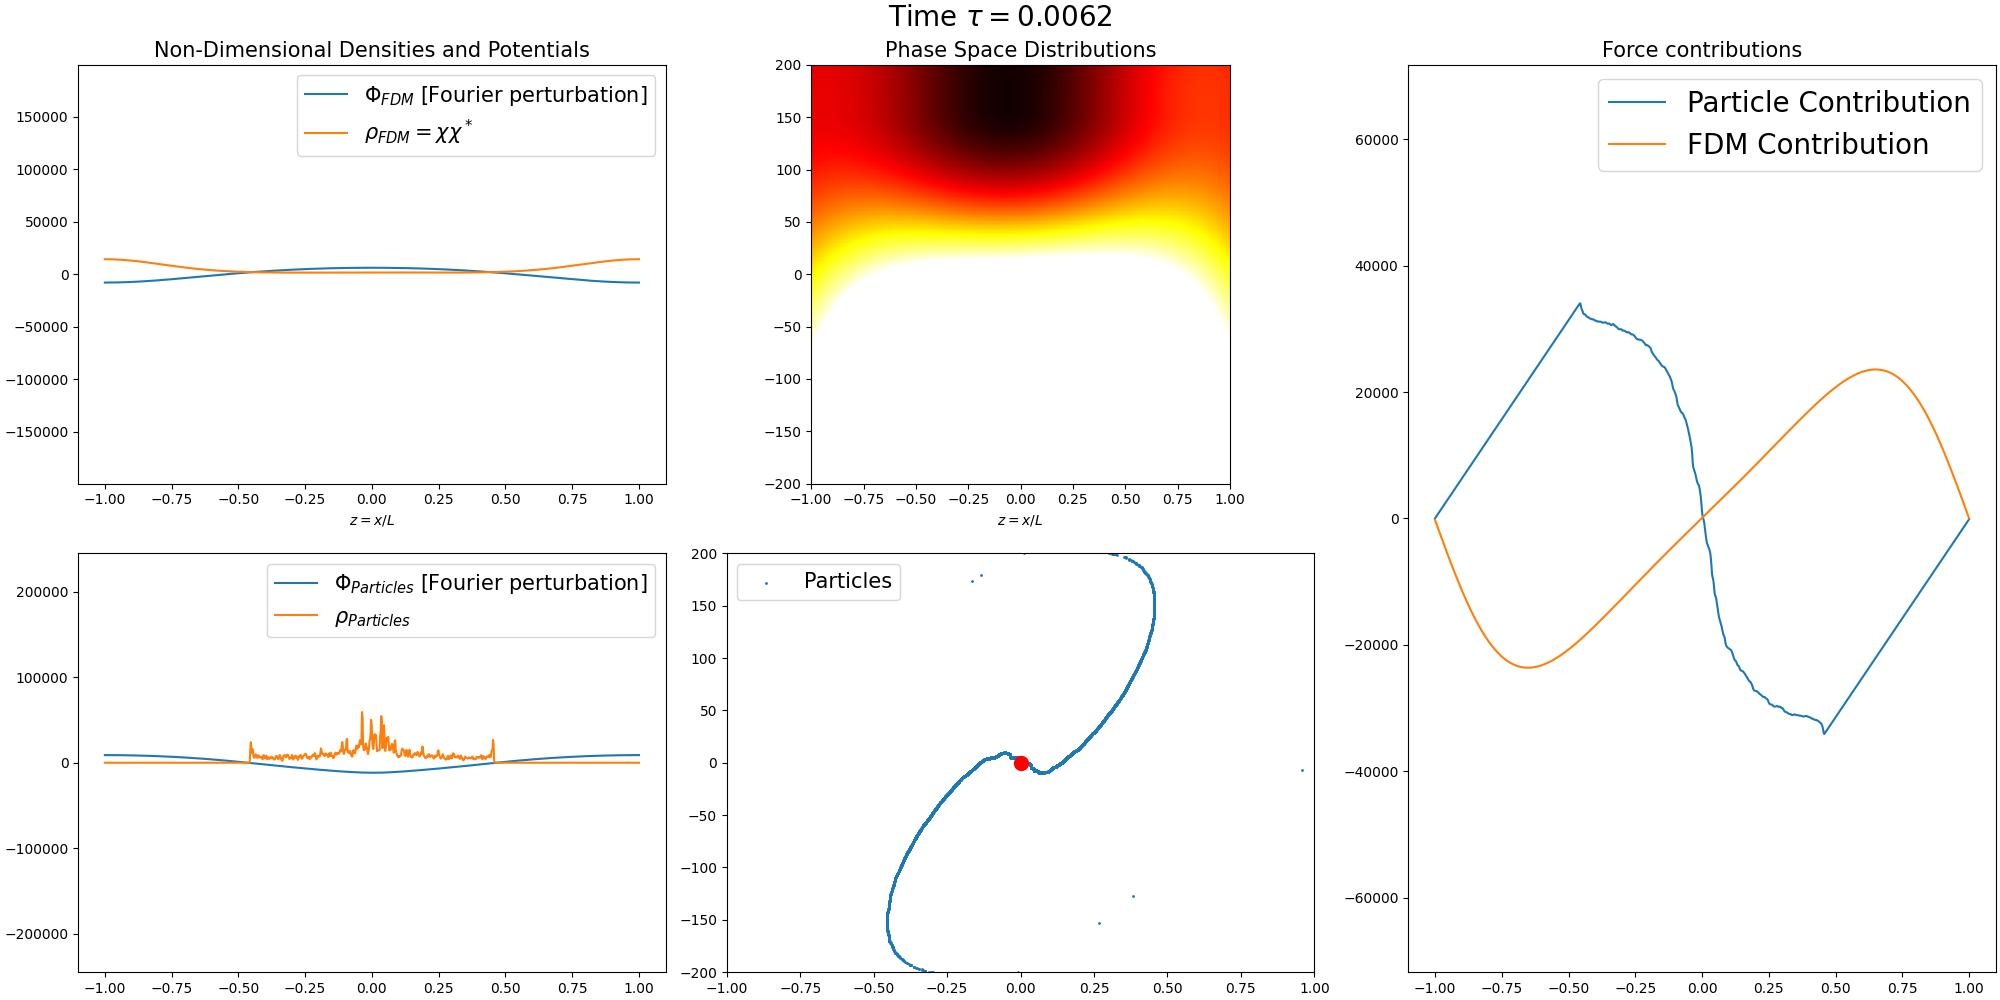 Time τ = 0.0062
Non-Dimensional Densities and Potentials
Φ_FDM [Fourier perturbation]
ρ_FDM = χχ*
150000
100000
50000
0
−50000
−100000
−150000
−1.00 −0.75 −0.50 −0.25 0.00 0.25 0.50 0.75 1.00
z = x/L
Phase Space Distributions
200
150
100
50
0
−50
−100
−150
−200
−1.00 −0.75 −0.50 −0.25 0.00 0.25 0.50 0.75 1.00
z = x/L
Force contributions
Particle Contribution
FDM Contribution
60000
40000
20000
0
−20000
−40000
−60000
−1.00 −0.75 −0.50 −0.25 0.00 0.25 0.50 0.75 1.00
Φ_Particles [Fourier perturbation]
ρ_Particles
200000
100000
0
−100000
−200000
−1.00 −0.75 −0.50 −0.25 0.00 0.25 0.50 0.75 1.00
Particles
200
150
100
50
0
−50
−100
−150
−200
−1.00 −0.75 −0.50 −0.25 0.00 0.25 0.50 0.75 1.00